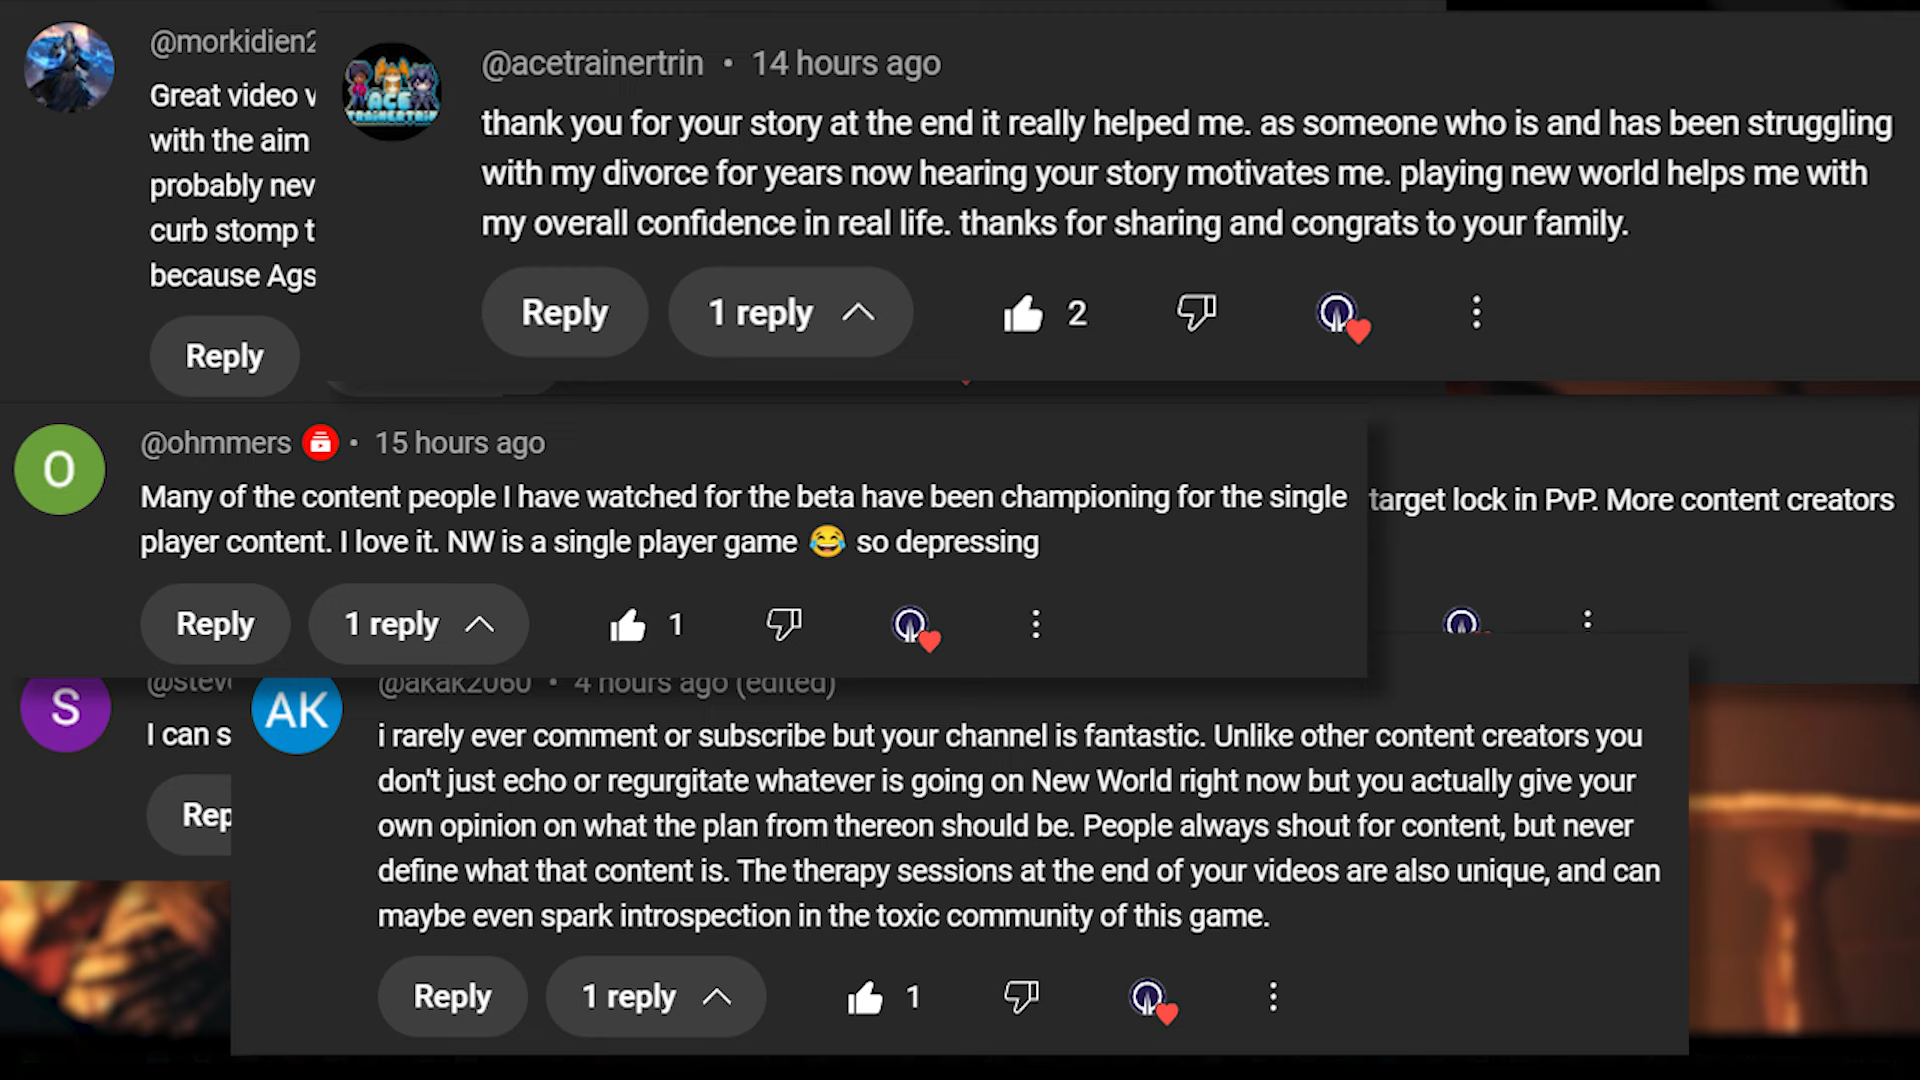 @morkidien2
Great video v
with the aim
probably nev
curb stomp t
because Ags
Reply
ACE
TRAINERTRIN
@acetrainertrin • 14 hours ago
thank you for your story at the end it really helped me. as someone who is and has been struggling
with my divorce for years now hearing your story motivates me. playing new world helps me with
my overall confidence in real life. thanks for sharing and congrats to your family.
Reply 1 reply 2
O
@ohmmers • 15 hours ago
Many of the content people I have watched for the beta have been championing for the single
player content. I love it. NW is a single player game 😂 so depressing
Reply 1 reply 1
target lock in PvP. More content creators
S
@steve
I can s
Rep
AK
@akak2060 • 4 hours ago (edited)
i rarely ever comment or subscribe but your channel is fantastic. Unlike other content creators you
don't just echo or regurgitate whatever is going on New World right now but you actually give your
own opinion on what the plan from thereon should be. People always shout for content, but never
define what that content is. The therapy sessions at the end of your videos are also unique, and can
maybe even spark introspection in the toxic community of this game.
Reply 1 reply 1